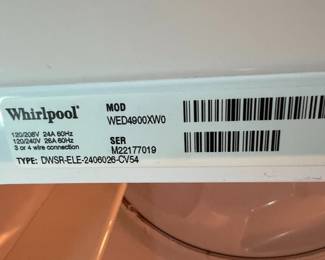 Whirlpool
MOD
WED4900XW0
120/208V 24A 60Hz
120/240V 26A 60Hz
3 or 4 wire connection
SER
M22177019
TYPE: DWSR-ELE-2406026-CV54